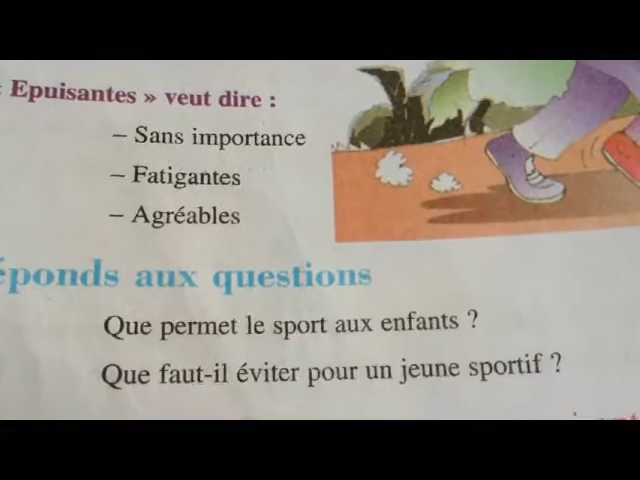 « Epuisantes » veut dire :
– Sans importance
– Fatigantes
– Agréables
éponds aux questions
Que permet le sport aux enfants ?
Que faut-il éviter pour un jeune sportif ?